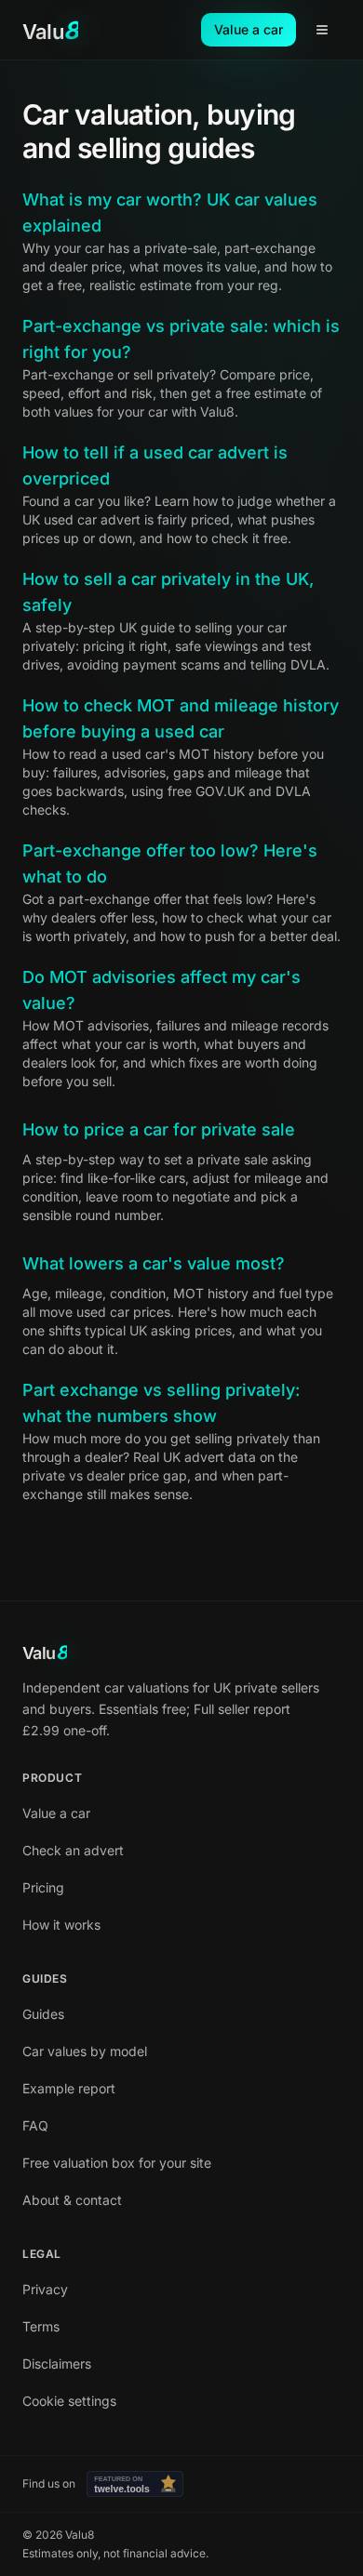 Valu8
Value a car
Car valuation, buying
and selling guides
What is my car worth? UK car values
explained
Why your car has a private-sale, part-exchange
and dealer price, what moves its value, and how to
get a free, realistic estimate from your reg.
Part-exchange vs private sale: which is
right for you?
Part-exchange or sell privately? Compare price,
speed, effort and risk, then get a free estimate of
both values for your car with Valu8.
How to tell if a used car advert is
overpriced
Found a car you like? Learn how to judge whether a
UK used car advert is fairly priced, what pushes
prices up or down, and how to check it free.
How to sell a car privately in the UK,
safely
A step-by-step UK guide to selling your car
privately: pricing it right, safe viewings and test
drives, avoiding payment scams and telling DVLA.
How to check MOT and mileage history
before buying a used car
How to read a used car's MOT history before you
buy: failures, advisories, gaps and mileage that
goes backwards, using free GOV.UK and DVLA
checks.
Part-exchange offer too low? Here's
what to do
Got a part-exchange offer that feels low? Here's
why dealers offer less, how to check what your car
is worth privately, and how to push for a better deal.
Do MOT advisories affect my car's
value?
How MOT advisories, failures and mileage records
affect what your car is worth, what buyers and
dealers look for, and which fixes are worth doing
before you sell.
How to price a car for private sale
A step-by-step way to set a private sale asking
price: find like-for-like cars, adjust for mileage and
condition, leave room to negotiate and pick a
sensible round number.
What lowers a car's value most?
Age, mileage, condition, MOT history and fuel type
all move used car prices. Here's how much each
one shifts typical UK asking prices, and what you
can do about it.
Part exchange vs selling privately:
what the numbers show
How much more do you get selling privately than
through a dealer? Real UK advert data on the
private vs dealer price gap, and when part-
exchange still makes sense.
Valu8
Independent car valuations for UK private sellers
and buyers. Essentials free; Full seller report
£2.99 one-off.
PRODUCT
Value a car
Check an advert
Pricing
How it works
GUIDES
Guides
Car values by model
Example report
FAQ
Free valuation box for your site
About & contact
LEGAL
Privacy
Terms
Disclaimers
Cookie settings
Find us on
FEATURED ON
twelve.tools
© 2026 Valu8
Estimates only, not financial advice.